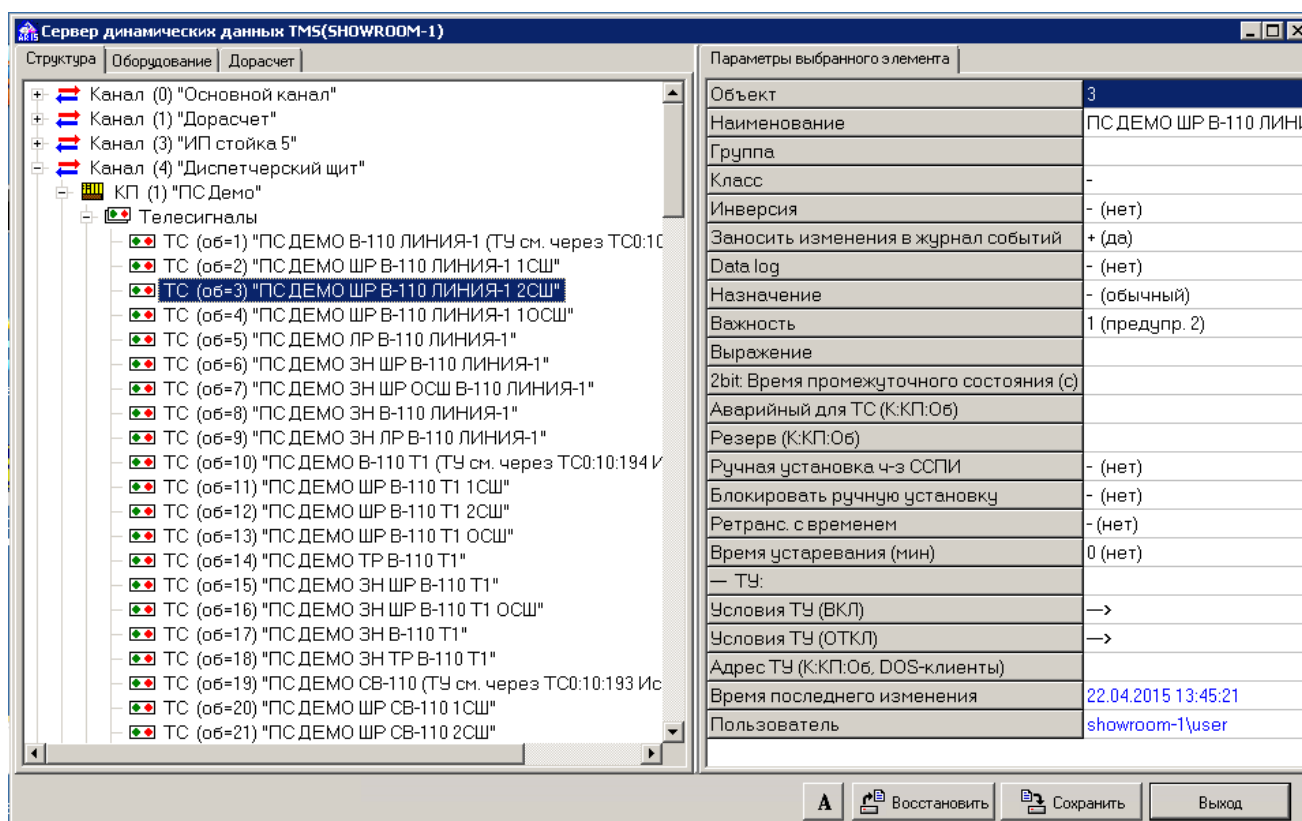 Сервер динамических данных TMS(SHOWROOM-1)
Структура Оборудование Дорасчет
Канал (0) "Основной канал"
Канал (1) "Дорасчет"
Канал (3) "ИП стойка 5"
Канал (4) "Диспетчерский щит"
КП (1) "ПС Демо"
Телесигналы
ТС (об=1) "ПС ДЕМО В-110 ЛИНИЯ-1 (ТУ см. через ТС0:10
ТС (об=2) "ПС ДЕМО ШР В-110 ЛИНИЯ-1 1СШ"
ТС (об=3) "ПС ДЕМО ШР В-110 ЛИНИЯ-1 2СШ"
ТС (об=4) "ПС ДЕМО ШР В-110 ЛИНИЯ-1 1ОСШ"
ТС (об=5) "ПС ДЕМО ЛР В-110 ЛИНИЯ-1"
ТС (об=6) "ПС ДЕМО ЗН ШР В-110 ЛИНИЯ-1"
ТС (об=7) "ПС ДЕМО ЗН ШР ОСШ В-110 ЛИНИЯ-1"
ТС (об=8) "ПС ДЕМО ЗН В-110 ЛИНИЯ-1"
ТС (об=9) "ПС ДЕМО ЗН ЛР В-110 ЛИНИЯ-1"
ТС (об=10) "ПС ДЕМО В-110 Т1 (ТУ см. через ТС0:10:194 И
ТС (об=11) "ПС ДЕМО ШР В-110 Т1 1СШ"
ТС (об=12) "ПС ДЕМО ШР В-110 Т1 2СШ"
ТС (об=13) "ПС ДЕМО ШР В-110 Т1 ОСШ"
ТС (об=14) "ПС ДЕМО ТР В-110 Т1"
ТС (об=15) "ПС ДЕМО ЗН ШР В-110 Т1"
ТС (об=16) "ПС ДЕМО ЗН ШР В-110 Т1 ОСШ"
ТС (об=17) "ПС ДЕМО ЗН В-110 Т1"
ТС (об=18) "ПС ДЕМО ЗН ТР В-110 Т1"
ТС (об=19) "ПС ДЕМО СВ-110 (ТУ см. через ТС0:10:193 Ис
ТС (об=20) "ПС ДЕМО ШР СВ-110 1СШ"
ТС (об=21) "ПС ДЕМО ШР СВ-110 2СШ"
Параметры выбранного элемента
Объект 3
Наименование ПС ДЕМО ШР В-110 ЛИНИ
Группа
Класс -
Инверсия - (нет)
Заносить изменения в журнал событий + (да)
Data log - (нет)
Назначение - (обычный)
Важность 1 (предупр. 2)
Выражение
2bit: Время промежуточного состояния (с)
Аварийный для ТС (К:КП:Об)
Резерв (К:КП:Об)
Ручная установка ч-з ССПИ - (нет)
Блокировать ручную установку - (нет)
Ретранс. с временем - (нет)
Время устаревания (мин) 0 (нет)
— ТУ:
Условия ТУ (ВКЛ) —>
Условия ТУ (ОТКЛ) —>
Адрес ТУ (К:КП:Об, DOS-клиенты)
Время последнего изменения 22.04.2015 13:45:21
Пользователь showroom-1\user
A Восстановить Сохранить Выход